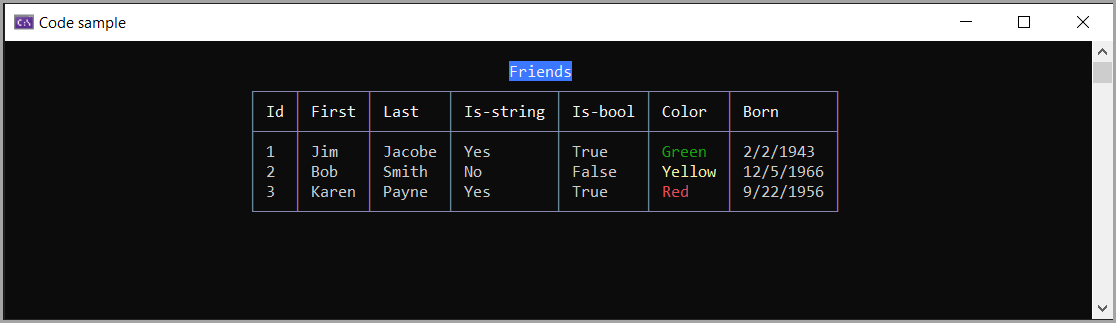 C:\ Code sample
Friends
Id First Last Is-string Is-bool Color Born
1 Jim Jacobe Yes True Green 2/2/1943
2 Bob Smith No False Yellow 12/5/1966
3 Karen Payne Yes True Red 9/22/1956